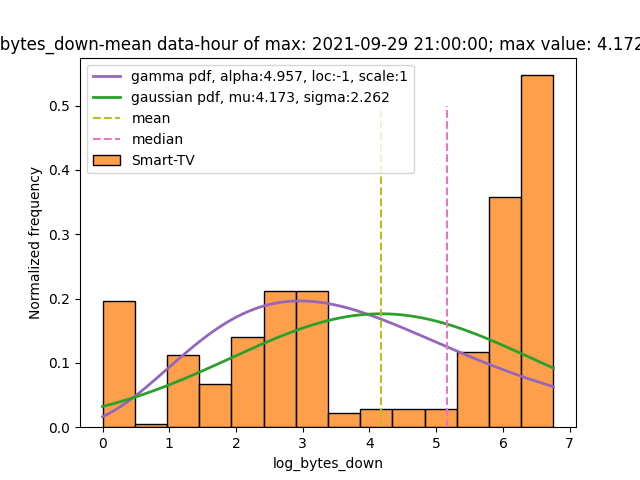 bytes_down-mean data-hour of max: 2021-09-29 21:00:00; max value: 4.172
gamma pdf, alpha:4.957, loc:-1, scale:1
gaussian pdf, mu:4.173, sigma:2.262
mean
median
Smart-TV
Normalized frequency
0.5
0.4
0.3
0.2
0.1
0.0
0 1 2 3 4 5 6 7
log_bytes_down